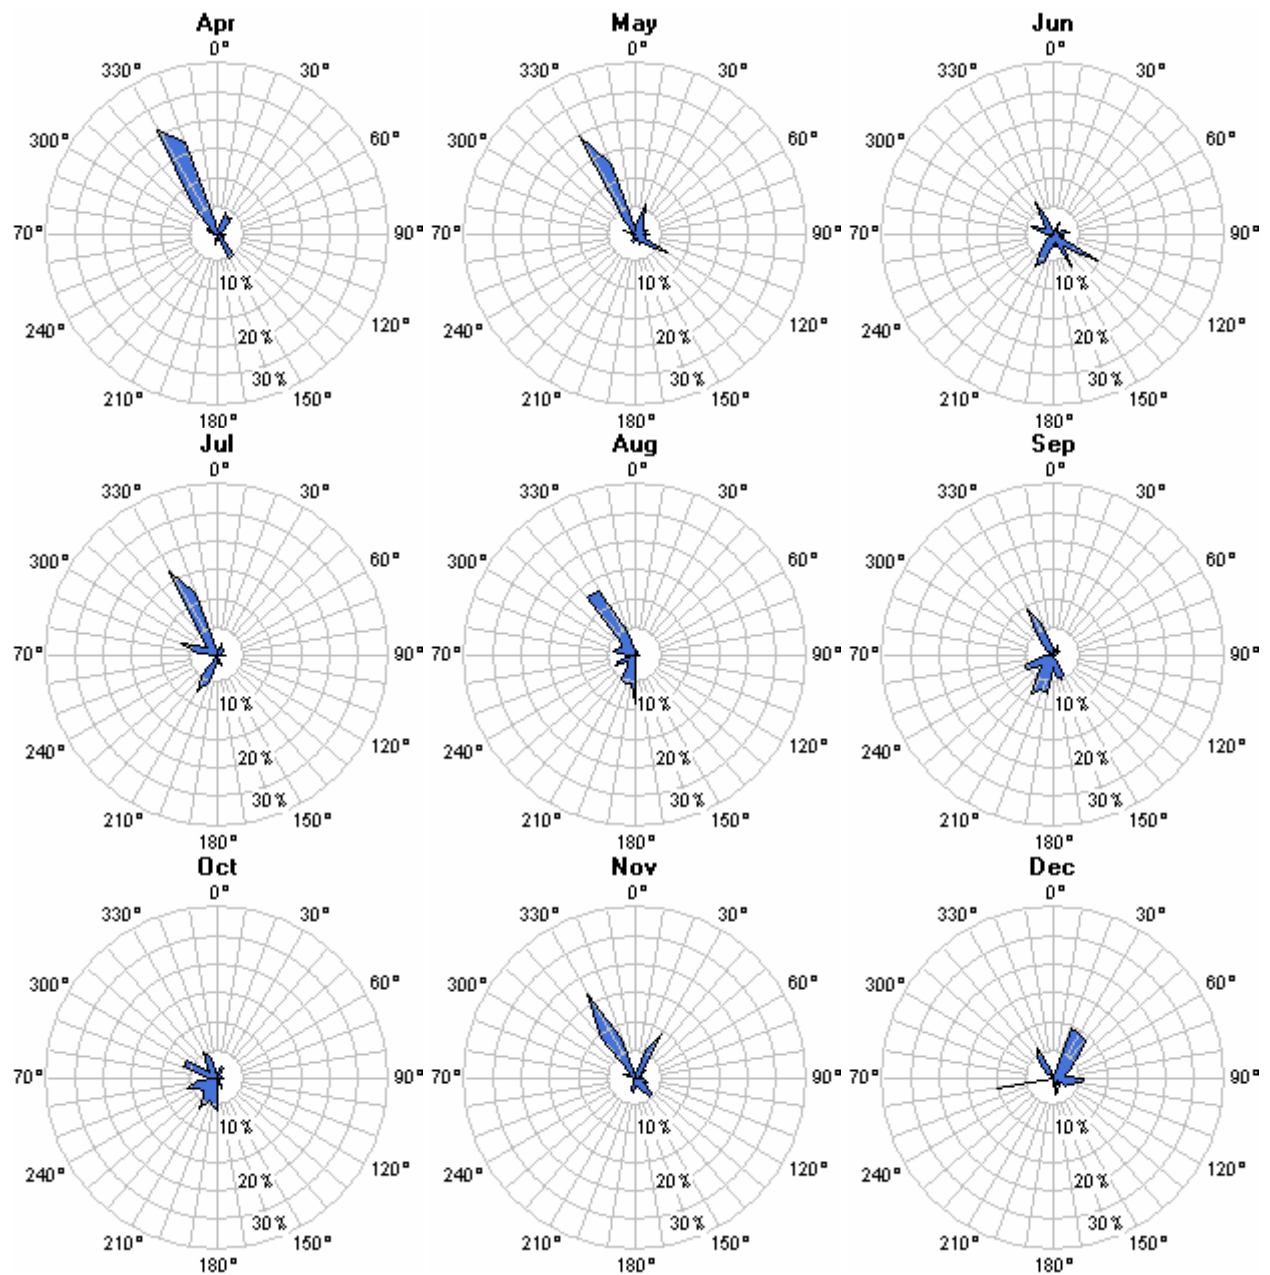 Apr May Jun
0° 0° 0°
330° 30° 330° 30° 330° 30°
300° 60° 300° 60° 300° 60°
70° 90° 70° 90° 70° 90°
10% 10% 10%
240° 120° 240° 120° 240° 120°
20% 20% 20%
30% 30% 30%
210° 150° 210° 150° 210° 150°
180° 180° 180°
Jul Aug Sep
0° 0° 0°
330° 30° 330° 30° 330° 30°
300° 60° 300° 60° 300° 60°
70° 90° 70° 90° 70° 90°
10% 10% 10%
240° 120° 240° 120° 240° 120°
20% 20% 20%
30% 30% 30%
210° 150° 210° 150° 210° 150°
180° 180° 180°
Oct Nov Dec
0° 0° 0°
330° 30° 330° 30° 330° 30°
300° 60° 300° 60° 300° 60°
70° 90° 70° 90° 70° 90°
10% 10% 10%
240° 120° 240° 120° 240° 120°
20% 20% 20%
30% 30% 30%
210° 150° 210° 150° 210° 150°
180° 180° 180°